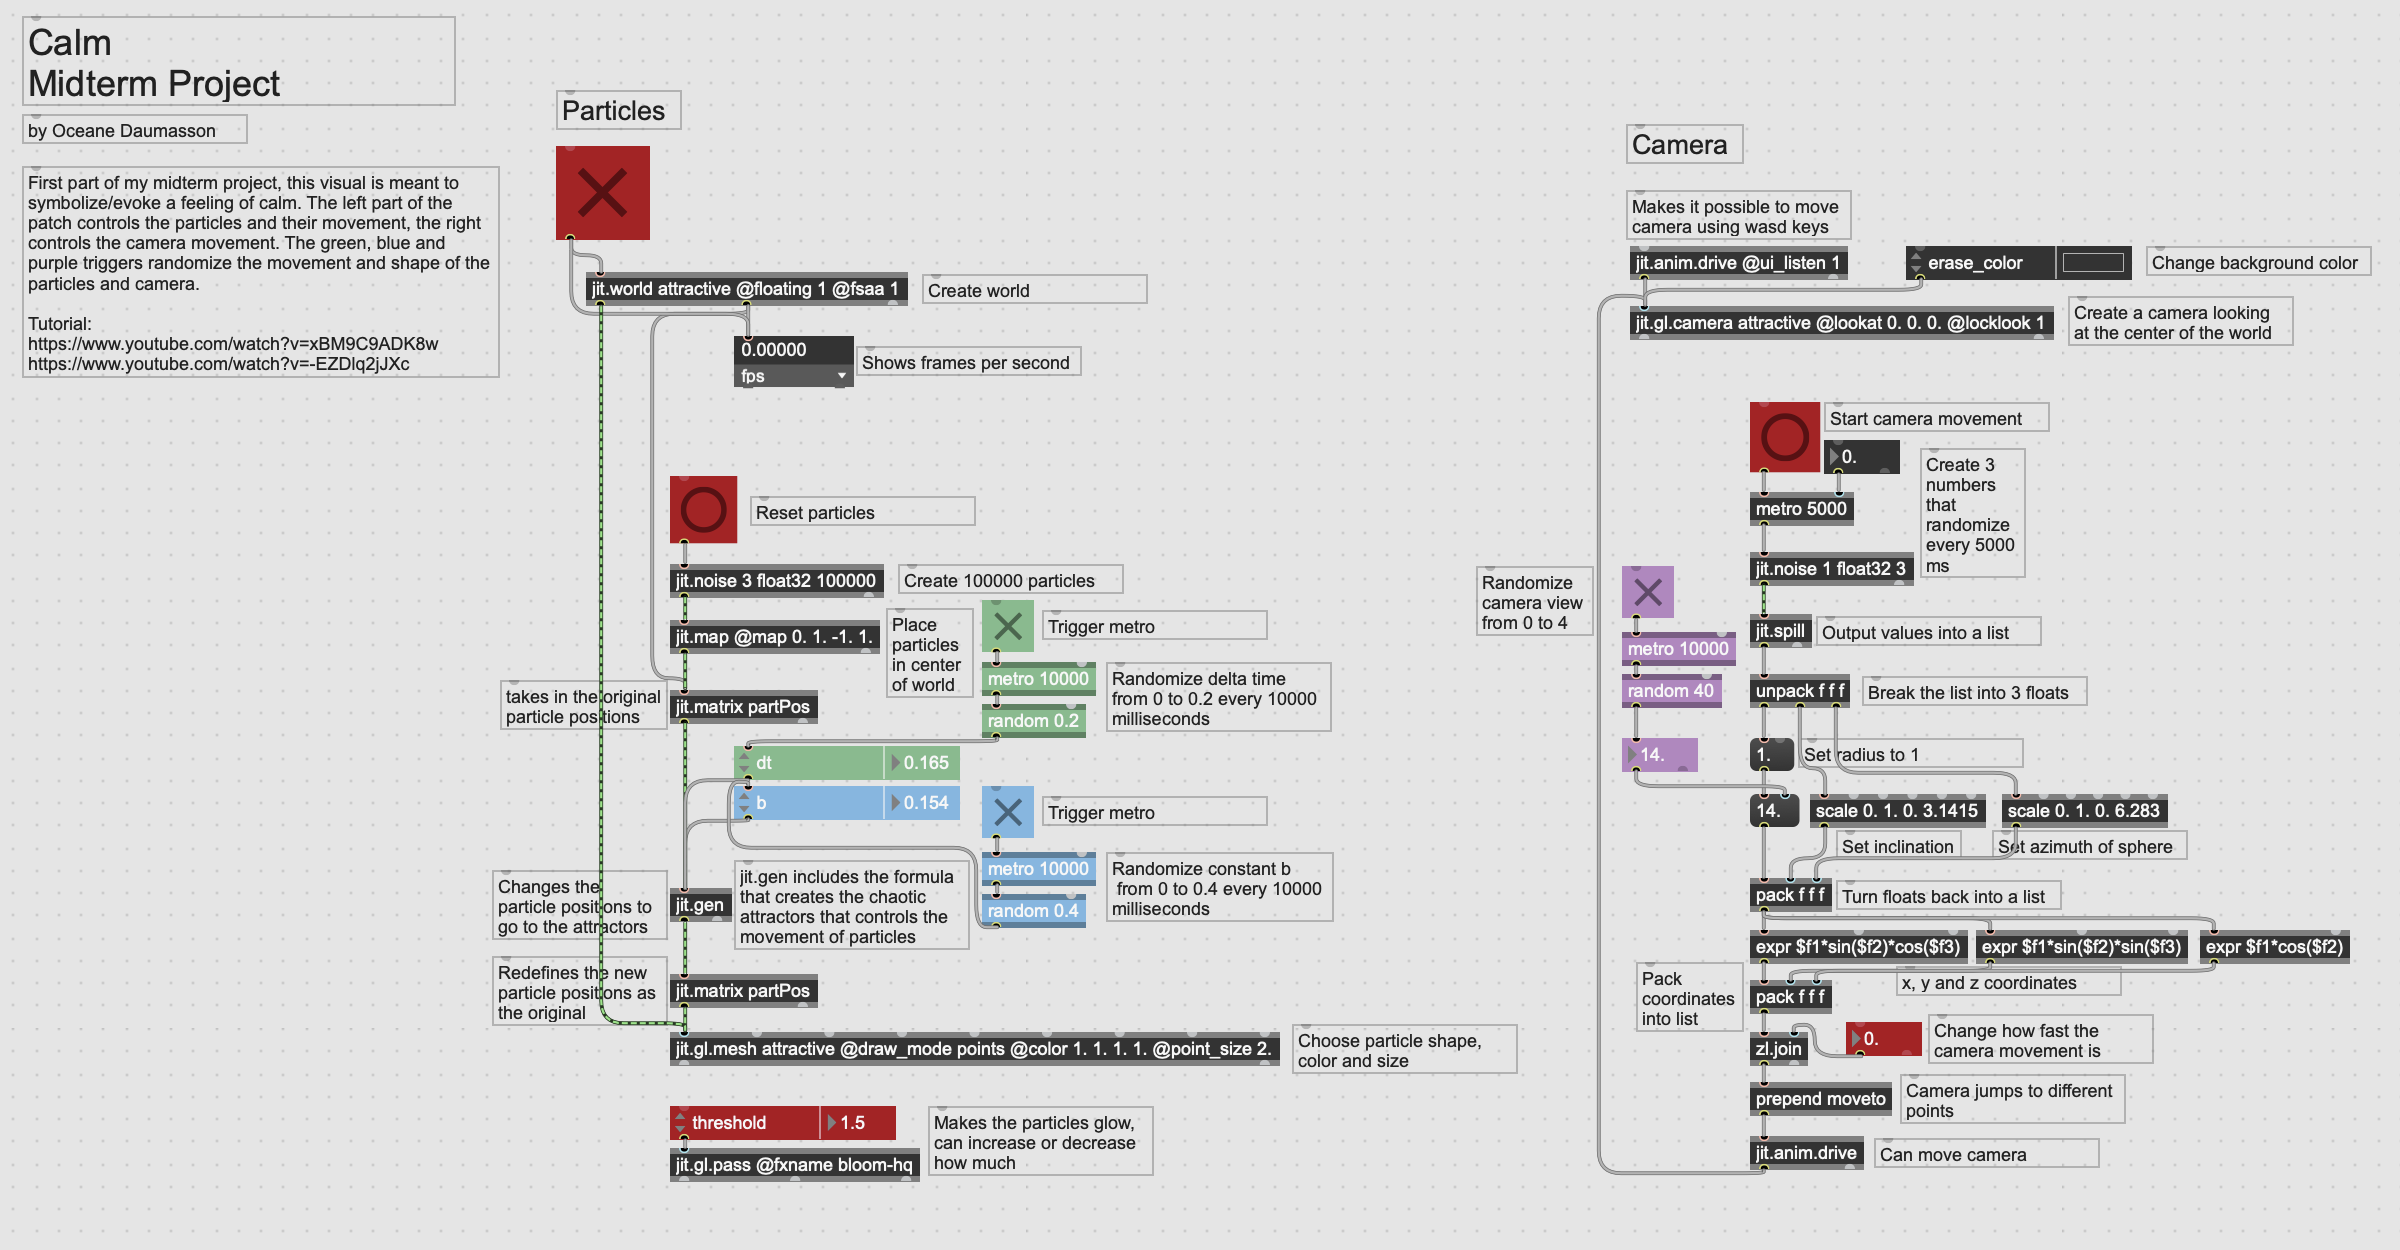 Calm
Midterm Project
by Oceane Daumasson
First part of my midterm project, this visual is meant to
symbolize/evoke a feeling of calm. The left part of the
patch controls the particles and their movement, the right
controls the camera movement. The green, blue and
purple triggers randomize the movement and shape of the
particles and camera.
Tutorial:
https://www.youtube.com/watch?v=xBM9C9ADK8w
https://www.youtube.com/watch?v=-EZDlq2jJXc
Particles
jit.world attractive @floating 1 @fsaa 1
Create world
0.00000
fps
Shows frames per second
Reset particles
jit.noise 3 float32 100000
Create 100000 particles
jit.map @map 0. 1. -1. 1.
Place
particles
in center
of world
Trigger metro
metro 10000
random 0.2
Randomize delta time
from 0 to 0.2 every 10000
milliseconds
takes in the original
particle positions
jit.matrix partPos
dt
0.165
b
0.154
Trigger metro
metro 10000
random 0.4
Randomize constant b
from 0 to 0.4 every 10000
milliseconds
Changes the
particle positions to
go to the attractors
jit.gen
jit.gen includes the formula
that creates the chaotic
attractors that controls the
movement of particles
Redefines the new
particle positions as
the original
jit.matrix partPos
jit.gl.mesh attractive @draw_mode points @color 1. 1. 1. 1. @point_size 2.
Choose particle shape,
color and size
threshold
1.5
jit.gl.pass @fxname bloom-hq
Makes the particles glow,
can increase or decrease
how much
Camera
Makes it possible to move
camera using wasd keys
jit.anim.drive @ui_listen 1
erase_color
Change background color
jit.gl.camera attractive @lookat 0. 0. 0. @locklook 1
Create a camera looking
at the center of the world
Start camera movement
0.
metro 5000
Create 3
numbers
that
randomize
every 5000
ms
jit.noise 1 float32 3
Randomize
camera view
from 0 to 4
metro 10000
random 40
14.
jit.spill
Output values into a list
unpack f f f
Break the list into 3 floats
1.
Set radius to 1
14.
scale 0. 1. 0. 3.1415
scale 0. 1. 0. 6.283
Set inclination
Set azimuth of sphere
pack f f f
Turn floats back into a list
expr $f1*sin($f2)*cos($f3)
expr $f1*sin($f2)*sin($f3)
expr $f1*cos($f2)
Pack
coordinates
into list
pack f f f
x, y and z coordinates
zl.join
0.
Change how fast the
camera movement is
prepend moveto
Camera jumps to different
points
jit.anim.drive
Can move camera